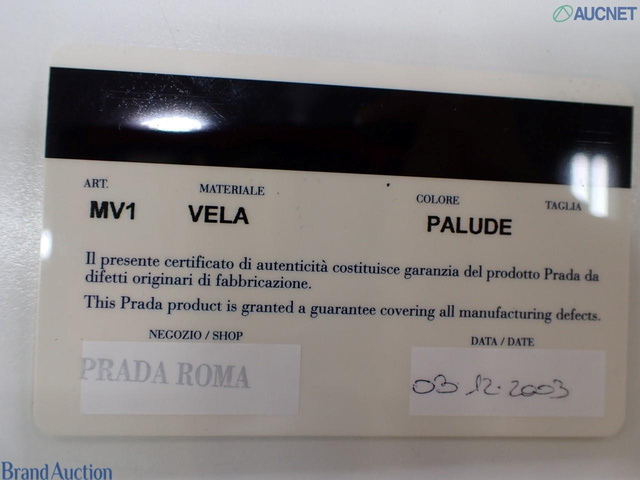 AUCNET
ART. MATERIALE COLORE TAGLIA
MV1 VELA PALUDE
Il presente certificato di autenticità costituisce garanzia del prodotto Prada da
difetti originari di fabbricazione.
This Prada product is granted a guarantee covering all manufacturing defects.
NEGOZIO / SHOP DATA / DATE
PRADA ROMA 03 12.2003
Brand Auction